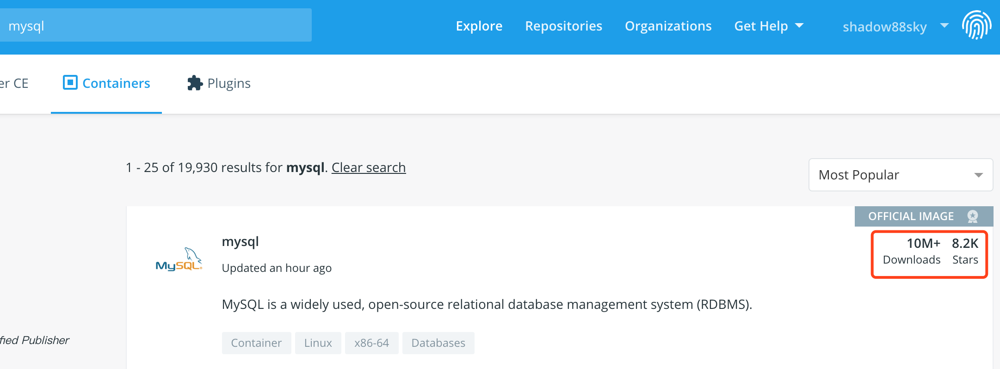 mysql
Explore Repositories Organizations Get Help shadow88sky
er CE Containers Plugins
1 - 25 of 19,930 results for mysql. Clear search
Most Popular
OFFICIAL IMAGE
mysql
10M+ 8.2K
Downloads Stars
MySQL
Updated an hour ago
MySQL is a widely used, open-source relational database management system (RDBMS).
fied Publisher
Container Linux x86-64 Databases